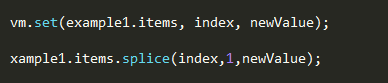 vm.set(example1.items, index, newValue);
xample1.items.splice(index,1,newValue);